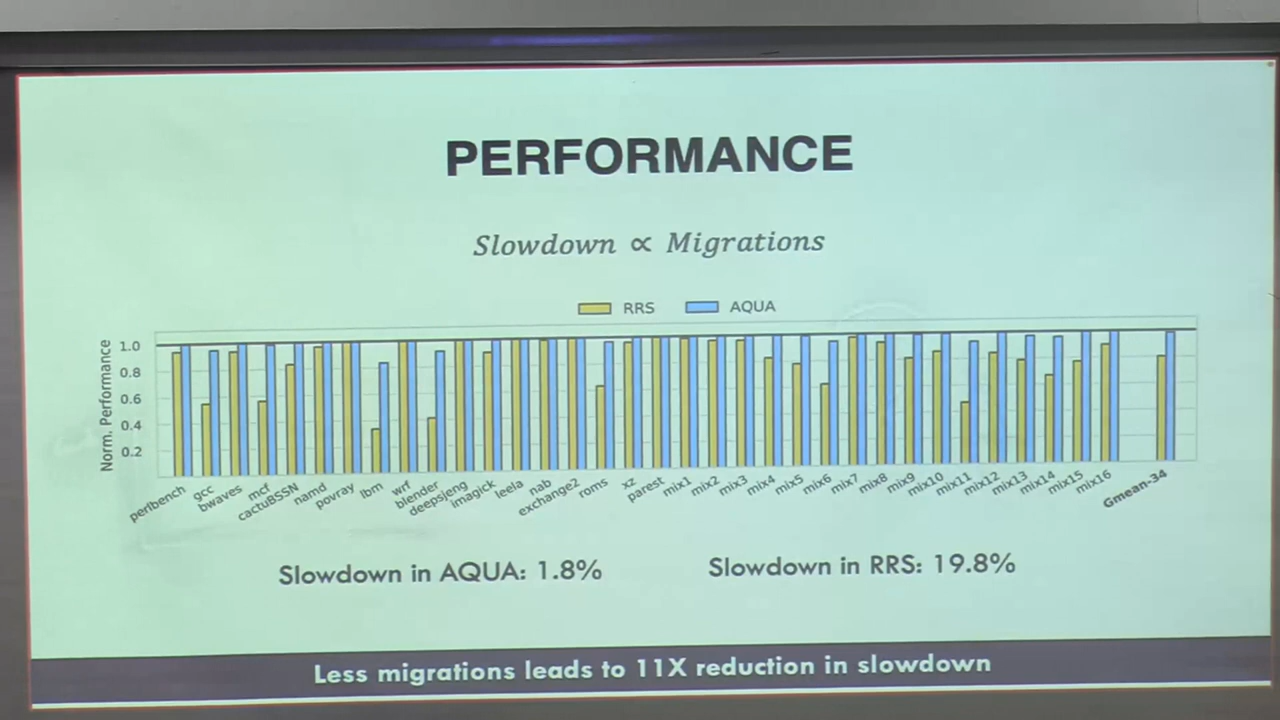 PERFORMANCE
Slowdown ∝ Migrations
RRS AQUA
Norm. Performance
1.0
0.8
0.6
0.4
0.2
perlbench gcc bwaves mcf cactuBSSN namd povray lbm wrf blender deepsjeng imagick leela nab exchange2 roms xz parest mix1 mix2 mix3 mix4 mix5 mix6 mix7 mix8 mix9 mix10 mix11 mix12 mix13 mix14 mix15 mix16 Gmean-34
Slowdown in AQUA: 1.8% Slowdown in RRS: 19.8%
Less migrations leads to 11X reduction in slowdown